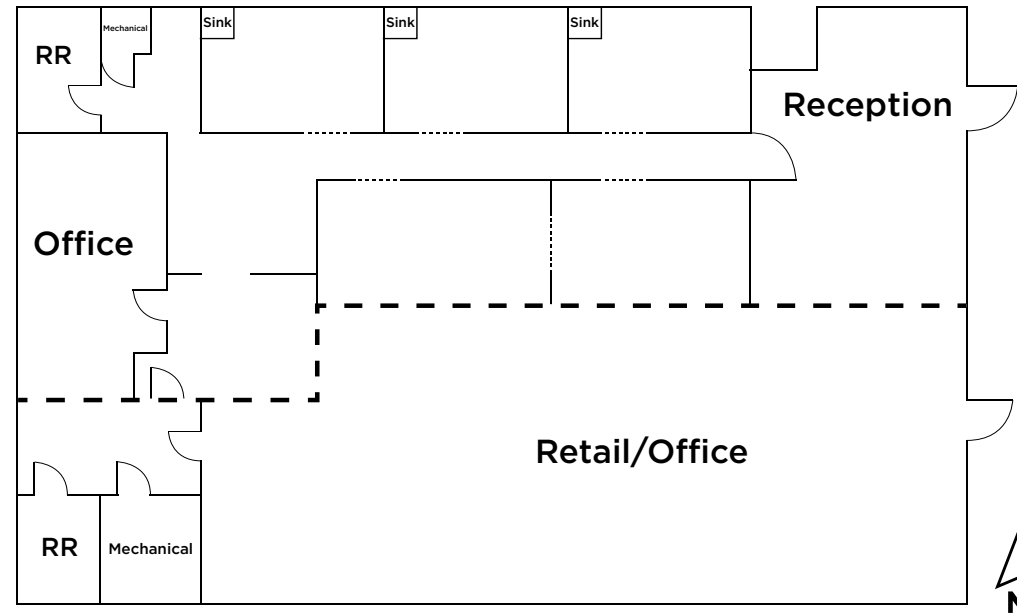 Mechanical
Sink
Sink
Sink
RR
Reception
Office
Retail/Office
RR
Mechanical
N